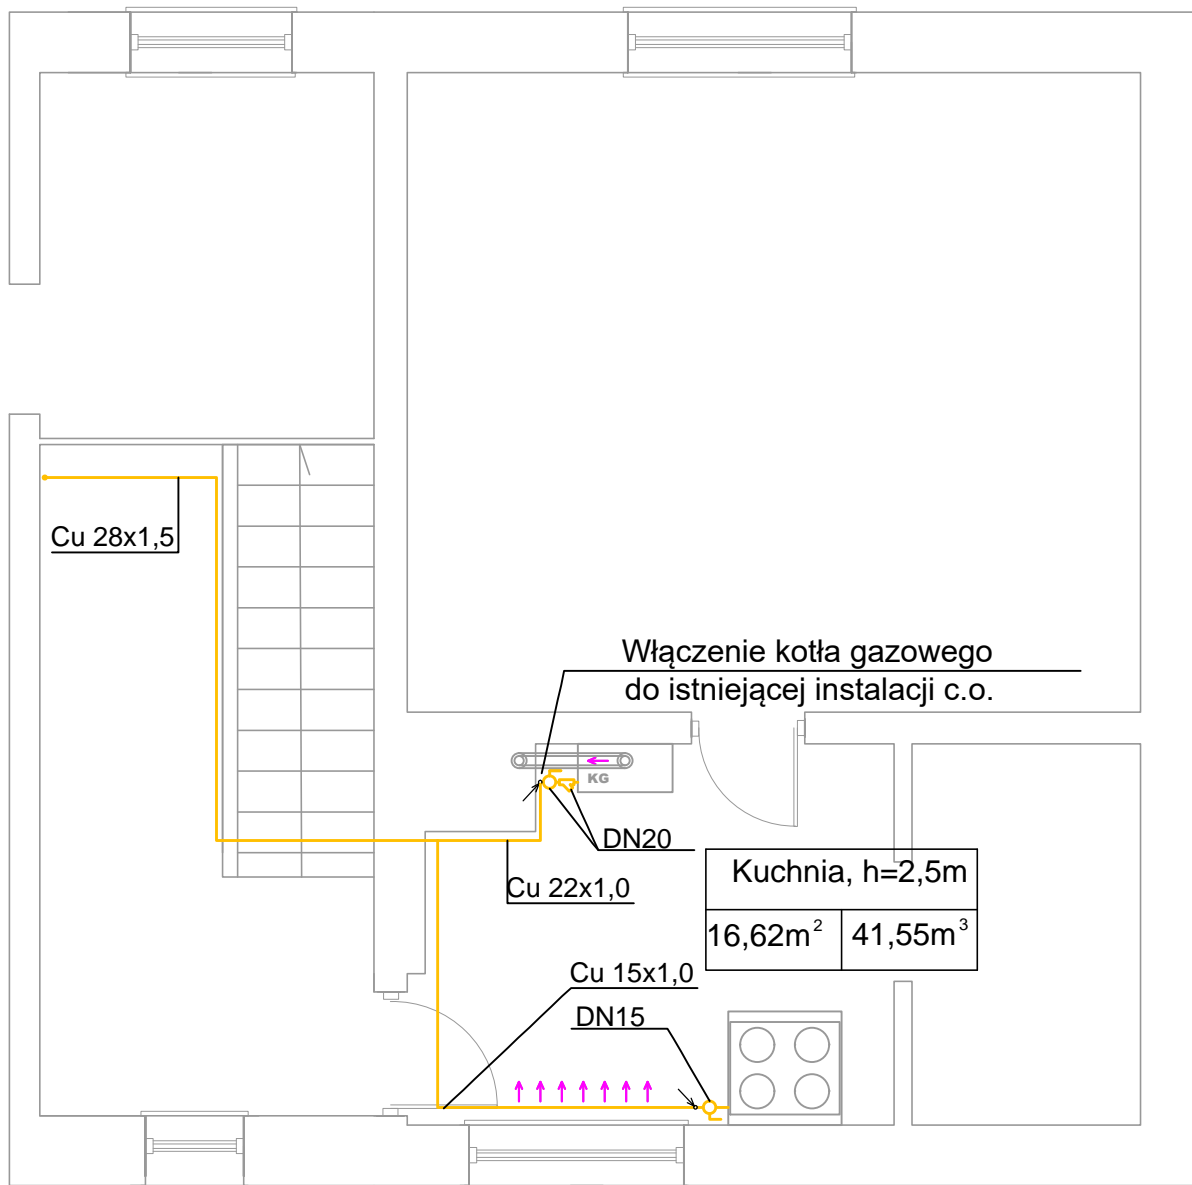 Cu 28x1,5
Włączenie kotła gazowego
do istniejącej instalacji c.o.
KG
DN20
Kuchnia, h=2,5m
Cu 22x1,0
16,62m²
41,55m³
Cu 15x1,0
DN15